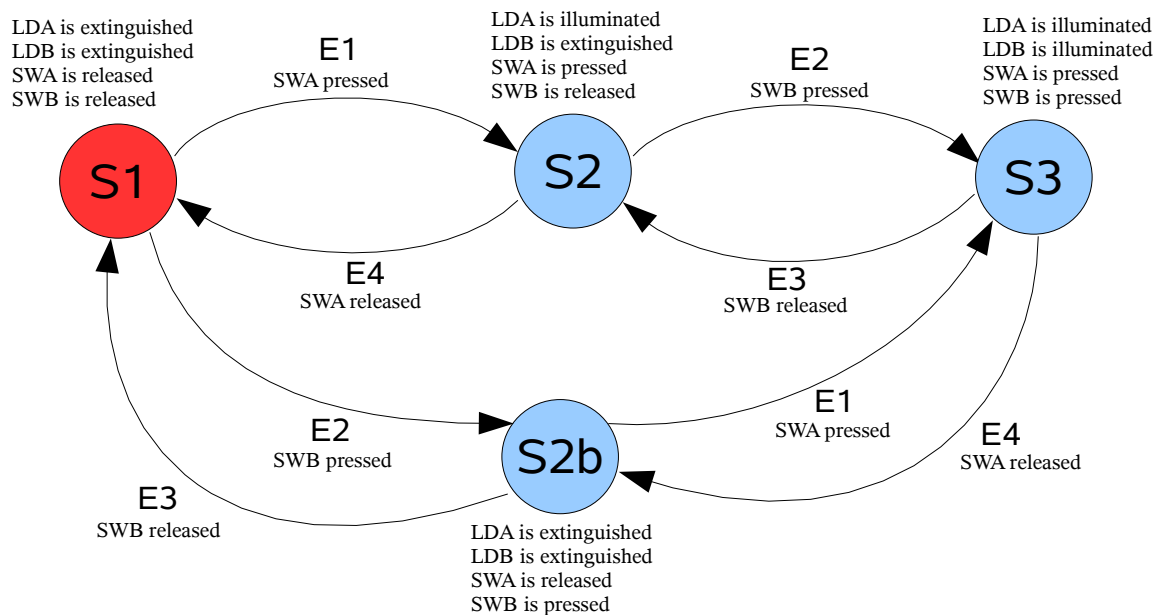 LDA is extinguished
LDB is extinguished
SWA is released
SWB is released
E1
SWA pressed
LDA is illuminated
LDB is extinguished
SWA is pressed
SWB is released
E2
SWB pressed
LDA is illuminated
LDB is illuminated
SWA is pressed
SWB is pressed
S1
S2
S3
E4
SWA released
E3
SWB released
E2
SWB pressed
E1
SWA pressed
E4
SWA released
S2b
E3
SWB released
LDA is extinguished
LDB is extinguished
SWA is released
SWB is pressed